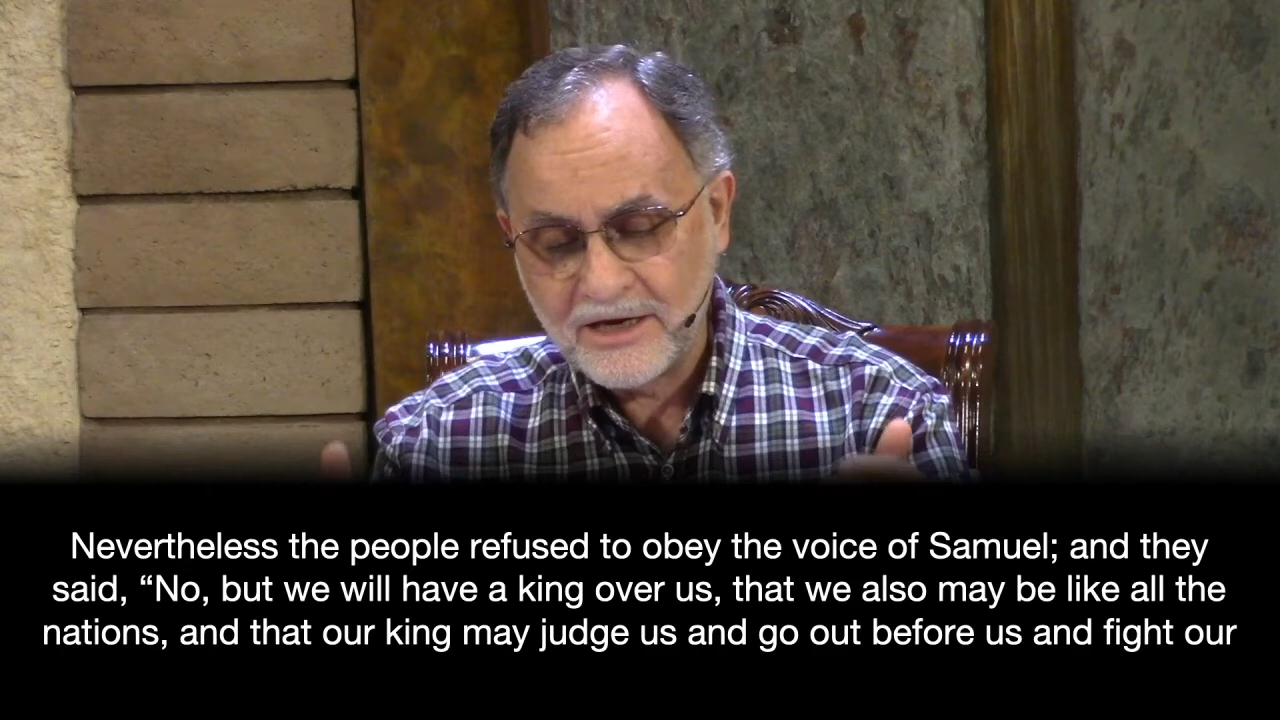 Nevertheless the people refused to obey the voice of Samuel; and they
said, “No, but we will have a king over us, that we also may be like all the
nations, and that our king may judge us and go out before us and fight our